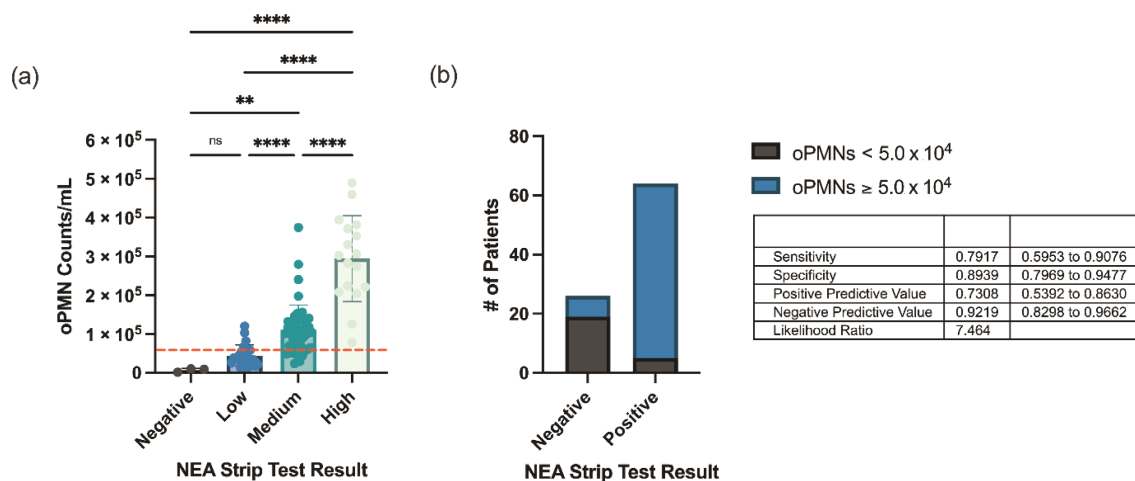 (a)
****
****
**
ns
****
****
6 × 10⁵
5 × 10⁵
4 × 10⁵
3 × 10⁵
2 × 10⁵
1 × 10⁵
0
oPMN Counts/mL
Negative
Low
Medium
High
NEA Strip Test Result
(b)
80
60
40
20
0
# of Patients
Negative
Positive
NEA Strip Test Result
oPMNs < 5.0 x 10⁴
oPMNs ≥ 5.0 x 10⁴
Sensitivity 0.7917 0.5953 to 0.9076
Specificity 0.8939 0.7969 to 0.9477
Positive Predictive Value 0.7308 0.5392 to 0.8630
Negative Predictive Value 0.9219 0.8298 to 0.9662
Likelihood Ratio 7.464